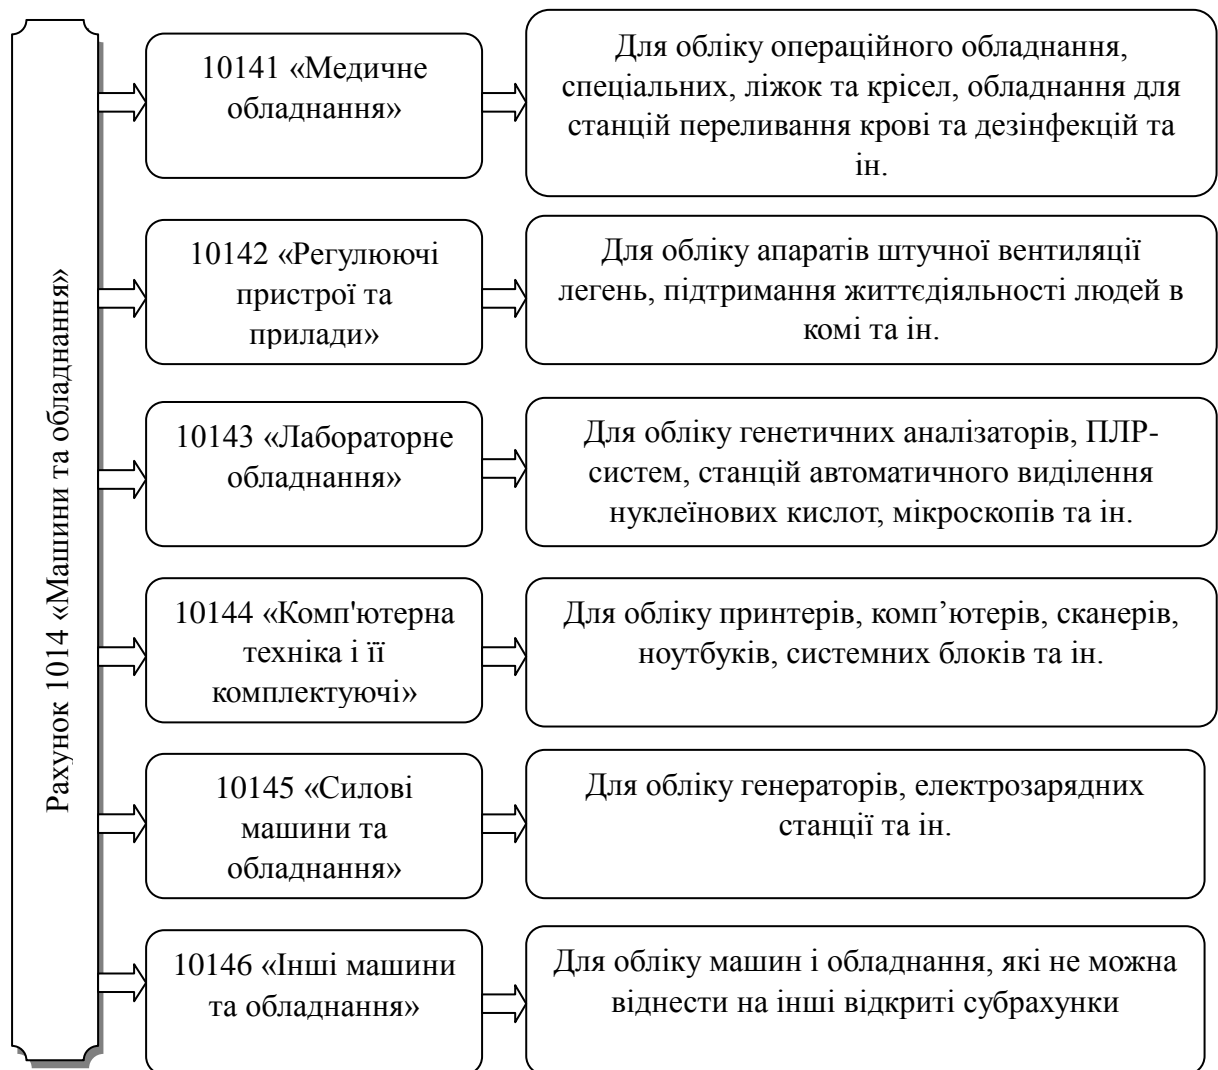 Рахунок 1014 «Машини та обладнання»
10141 «Медичне
обладнання»
Для обліку операційного обладнання,
спеціальних, ліжок та крісел, обладнання для
станцій переливання крові та дезінфекцій та
ін.
10142 «Регулюючі
пристрої та
прилади»
Для обліку апаратів штучної вентиляції
легень, підтримання життєдіяльності людей в
комі та ін.
10143 «Лабораторне
обладнання»
Для обліку генетичних аналізаторів, ПЛР-
систем, станцій автоматичного виділення
нуклеїнових кислот, мікроскопів та ін.
10144 «Комп'ютерна
техніка і її
комплектуючі»
Для обліку принтерів, комп’ютерів, сканерів,
ноутбуків, системних блоків та ін.
10145 «Силові
машини та
обладнання»
Для обліку генераторів, електрозарядних
станції та ін.
10146 «Інші машини
та обладнання»
Для обліку машин і обладнання, які не можна
віднести на інші відкриті субрахунки